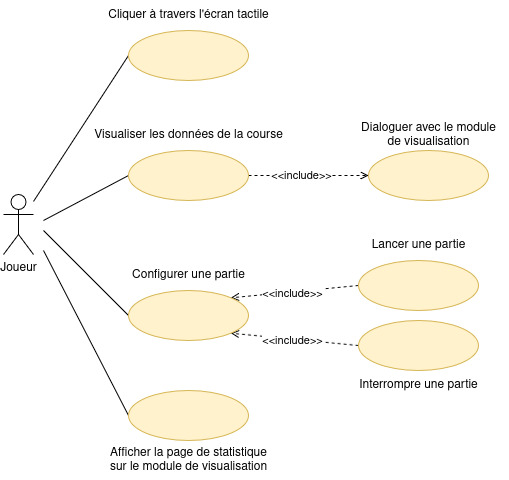 Cliquer à travers l'écran tactile
Visualiser les données de la course
Dialoguer avec le module
de visualisation
<<include>>
Joueur
Lancer une partie
Configurer une partie
<<include>>
<<include>>
Interrompre une partie
Afficher la page de statistique
sur le module de visualisation